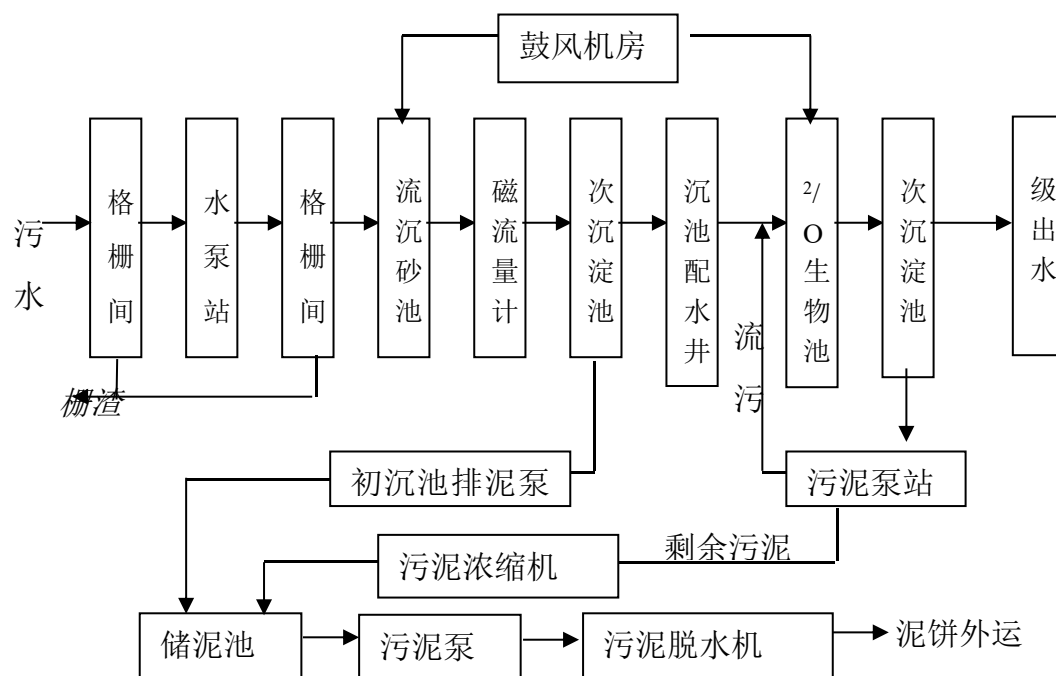 鼓风机房
污水
格栅间
水泵站
格栅间
流沉砂池
磁流量计
次沉淀池
沉池配水井
流污
²/O生物池
次沉淀池
级出水
栅渣
初沉池排泥泵
污泥泵站
剩余污泥
污泥浓缩机
储泥池
污泥泵
污泥脱水机
泥饼外运